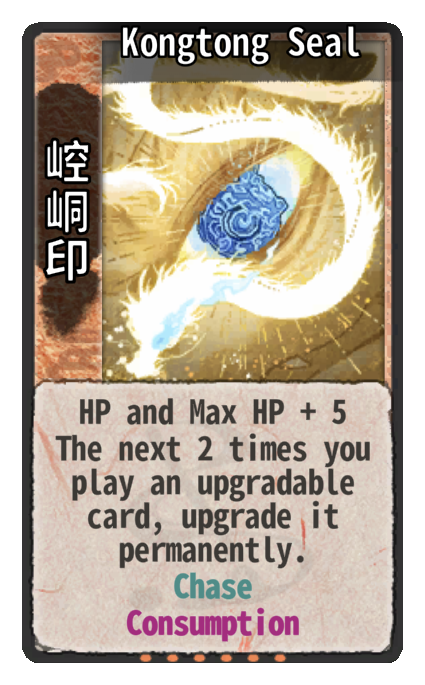 Kongtong Seal
崆峒印
HP and Max HP + 5
The next 2 times you
play an upgradable
card, upgrade it
permanently.
Chase
Consumption